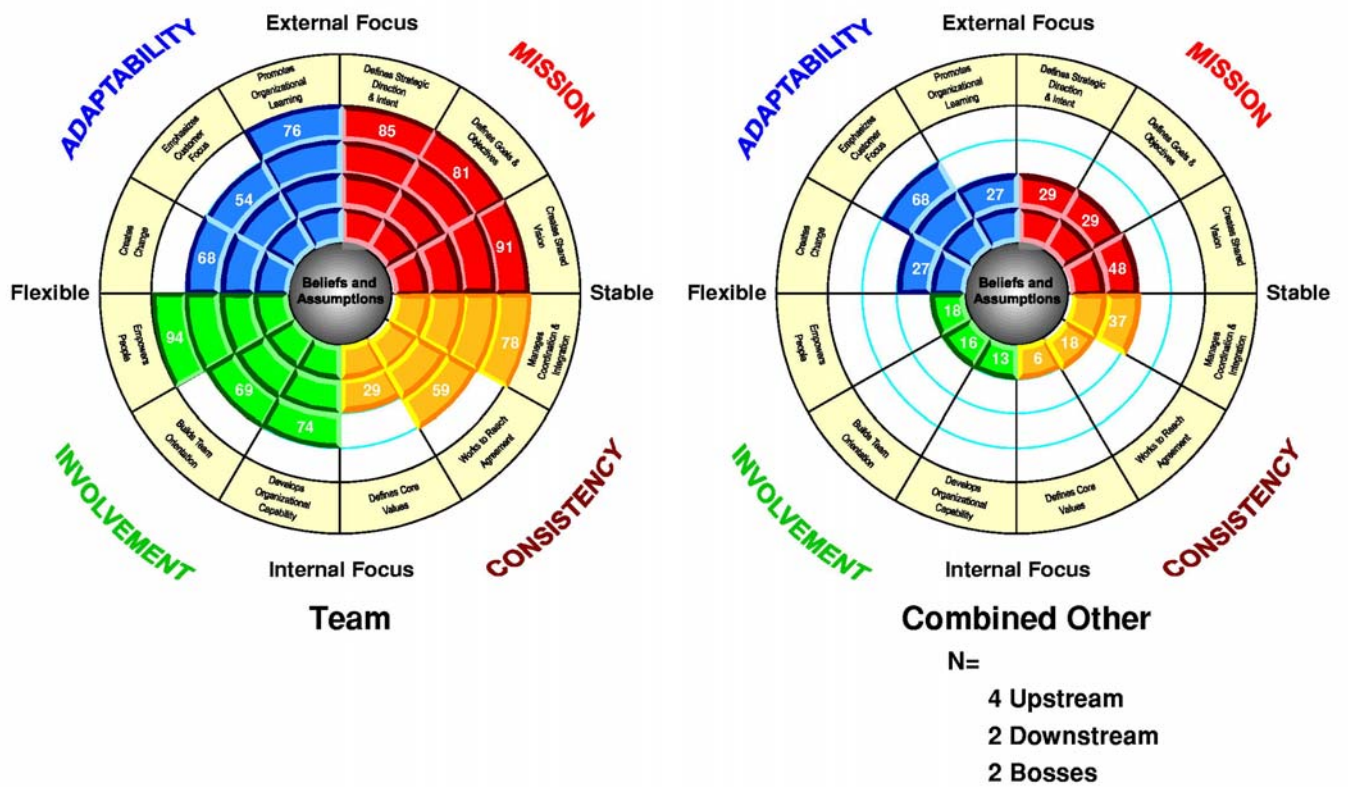 External Focus
ADAPTABILITY
MISSION
Promotes
Organizational
Learning
Defines Strategic
Direction
& Intent
Emphasizes
Customer
Focus
Defines Goals &
Objectives
Creates
Change
Creates Shared
Vision
76
85
54
81
68
91
Flexible
Beliefs and
Assumptions
Stable
94
78
69
59
74
29
Empowers
People
Manages
Coordination &
Integration
Builds Team
Orientation
Works to Reach
Agreement
Develops
Organizational
Capability
Defines Core
Values
INVOLVEMENT
CONSISTENCY
Internal Focus
Team
External Focus
ADAPTABILITY
MISSION
Promotes
Organizational
Learning
Defines Strategic
Direction
& Intent
Emphasizes
Customer
Focus
Defines Goals &
Objectives
Creates
Change
Creates Shared
Vision
27
29
68
29
27
48
Flexible
Beliefs and
Assumptions
Stable
18
37
16
18
13
6
Empowers
People
Manages
Coordination &
Integration
Builds Team
Orientation
Works to Reach
Agreement
Develops
Organizational
Capability
Defines Core
Values
INVOLVEMENT
CONSISTENCY
Internal Focus
Combined Other
N=
4 Upstream
2 Downstream
2 Bosses